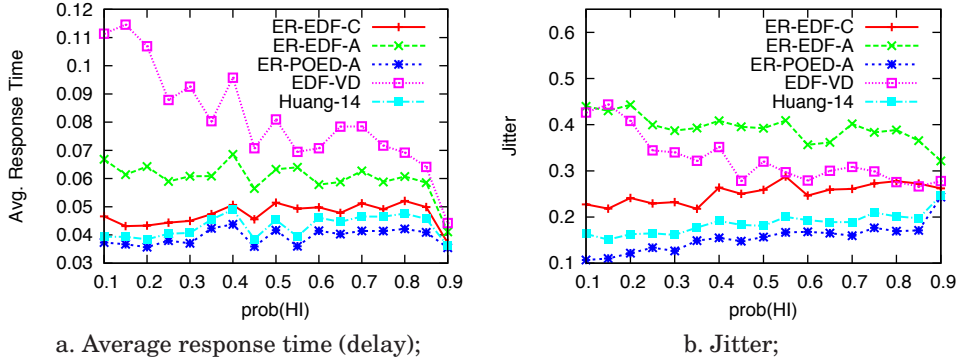 0.12
0.11
0.10
0.09
0.08
0.07
0.06
0.05
0.04
0.03
Avg. Response Time
ER-EDF-C
ER-EDF-A
ER-POED-A
EDF-VD
Huang-14
0.1 0.2 0.3 0.4 0.5 0.6 0.7 0.8 0.9
prob(HI)
a. Average response time (delay);
0.6
0.5
0.4
0.3
0.2
0.1
Jitter
ER-EDF-C
ER-EDF-A
ER-POED-A
EDF-VD
Huang-14
0.1 0.2 0.3 0.4 0.5 0.6 0.7 0.8 0.9
prob(HI)
b. Jitter;